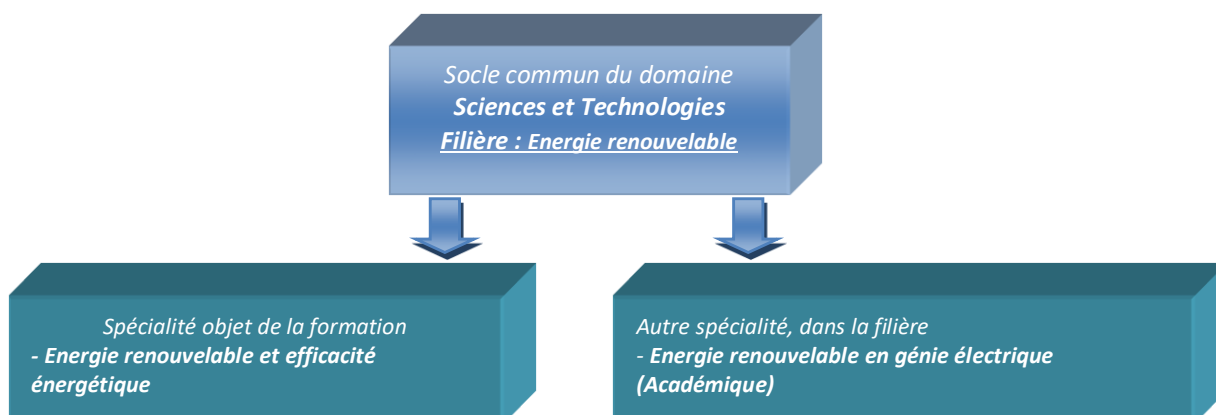 Socle commun du domaine
Sciences et Technologies
Filière : Energie renouvelable
Spécialité objet de la formation
- Energie renouvelable et efficacité
énergétique
Autre spécialité, dans la filière
- Energie renouvelable en génie électrique
(Académique)